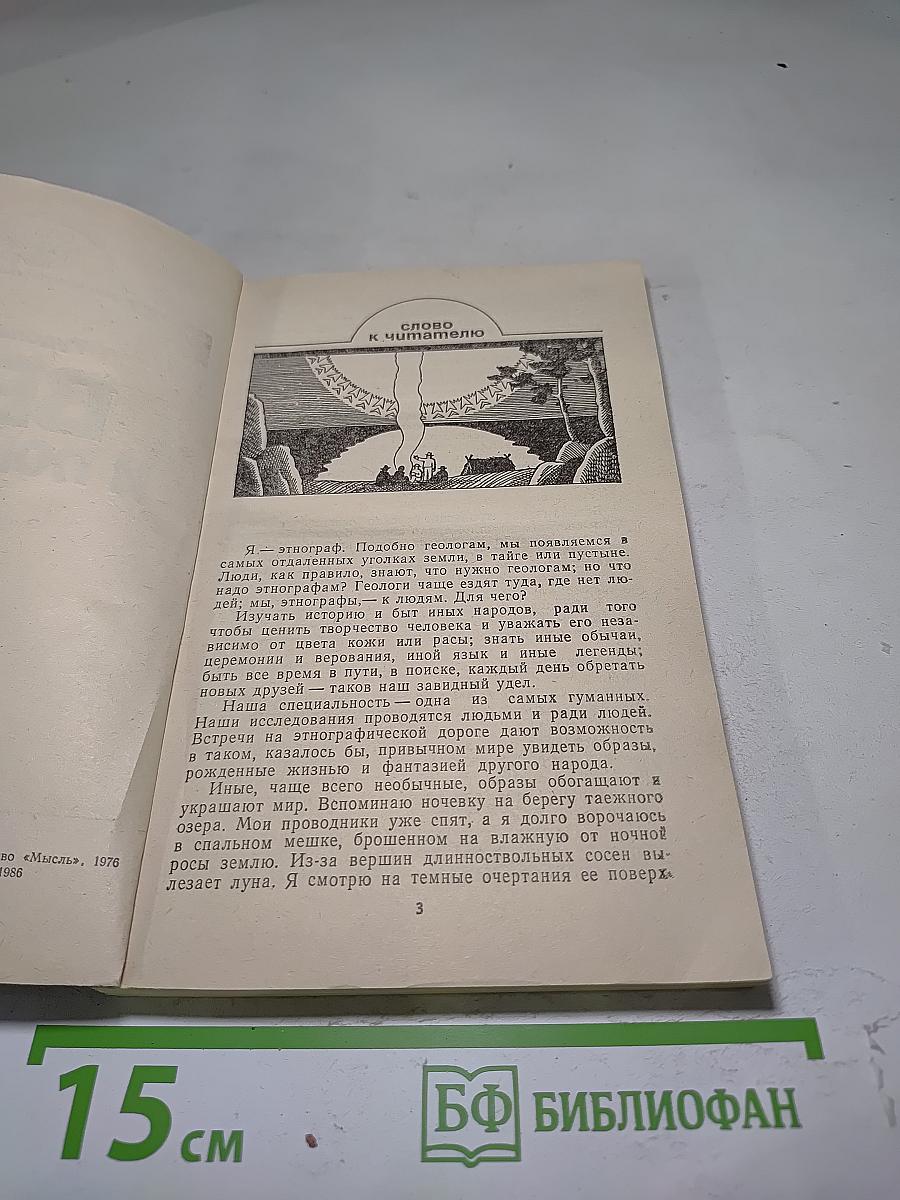 слово
к читателю
Я — этнограф. Подобно геологам, мы появляемся в
самых отдаленных уголках земли, в тайге или пустыне.
Люди, как правило, знают, что нужно геологам; но что
надо этнографам? Геологи чаще ездят туда, где нет лю-
дей; мы, этнографы,— к людям. Для чего?
Изучать историю и быт иных народов, ради того
чтобы ценить творчество человека и уважать его неза-
висимо от цвета кожи или расы; знать иные обычаи,
церемонии и верования, иной язык и иные легенды;
быть все время в пути, в поиске, каждый день обретать
новых друзей — таков наш завидный удел.
Наша специальность — одна из самых гуманных.
Наши исследования проводятся людьми и ради людей.
Встречи на этнографической дороге дают возможность
в таком, казалось бы, привычном мире увидеть образы,
рожденные жизнью и фантазией другого народа.
Иные, чаще всего необычные, образы обогащают и
украшают мир. Вспоминаю ночевку на берегу таежного
озера. Мои проводники уже спят, а я долго ворочаюсь
в спальном мешке, брошенном на влажную от ночной
росы землю. Из-за вершин длинноствольных сосен вы-
лезает луна. Я смотрю на темные очертания ее поверх-
3
во «Мысль», 1976
1986
15 см
БФ БИБЛИОФАН